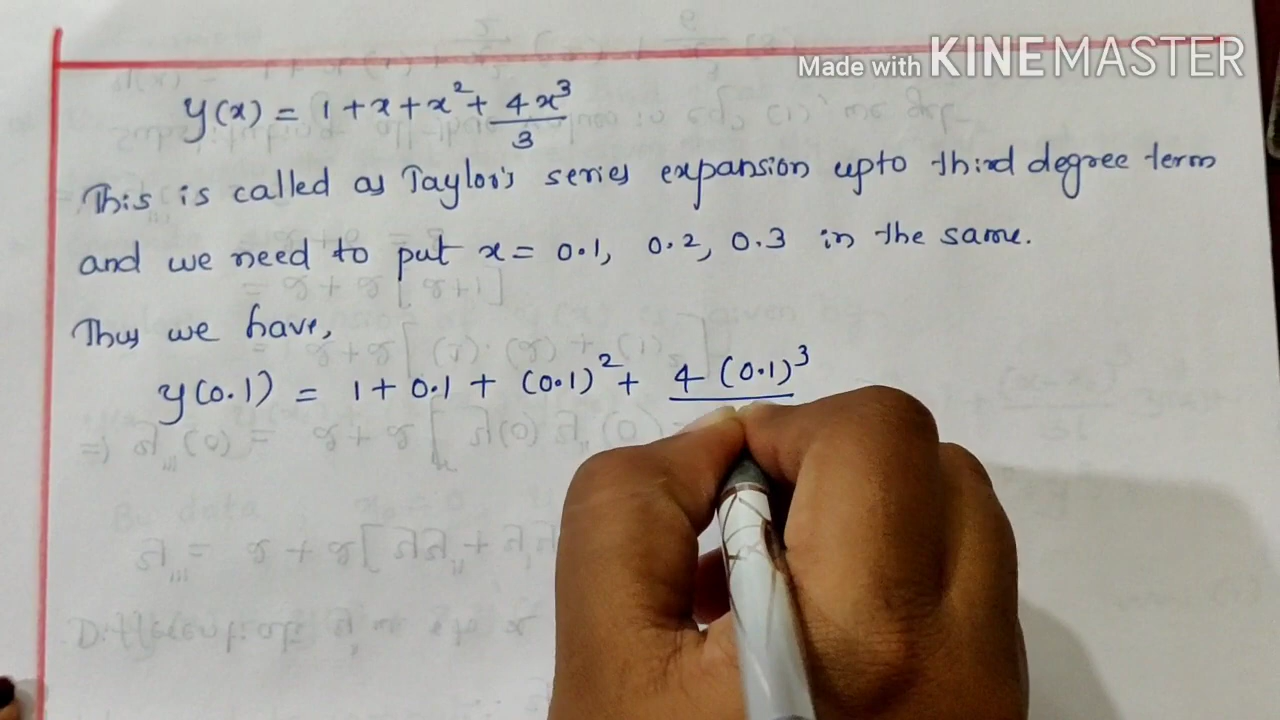 Made with KINEMASTER
y(x) = 1 + x + x² + 4x³/3
This is called as Taylor's series expansion upto third degree term
and we need to put x = 0.1, 0.2, 0.3 in the same.
Thus we have,
y(0.1) = 1 + 0.1 + (0.1)² + 4 (0.1)³